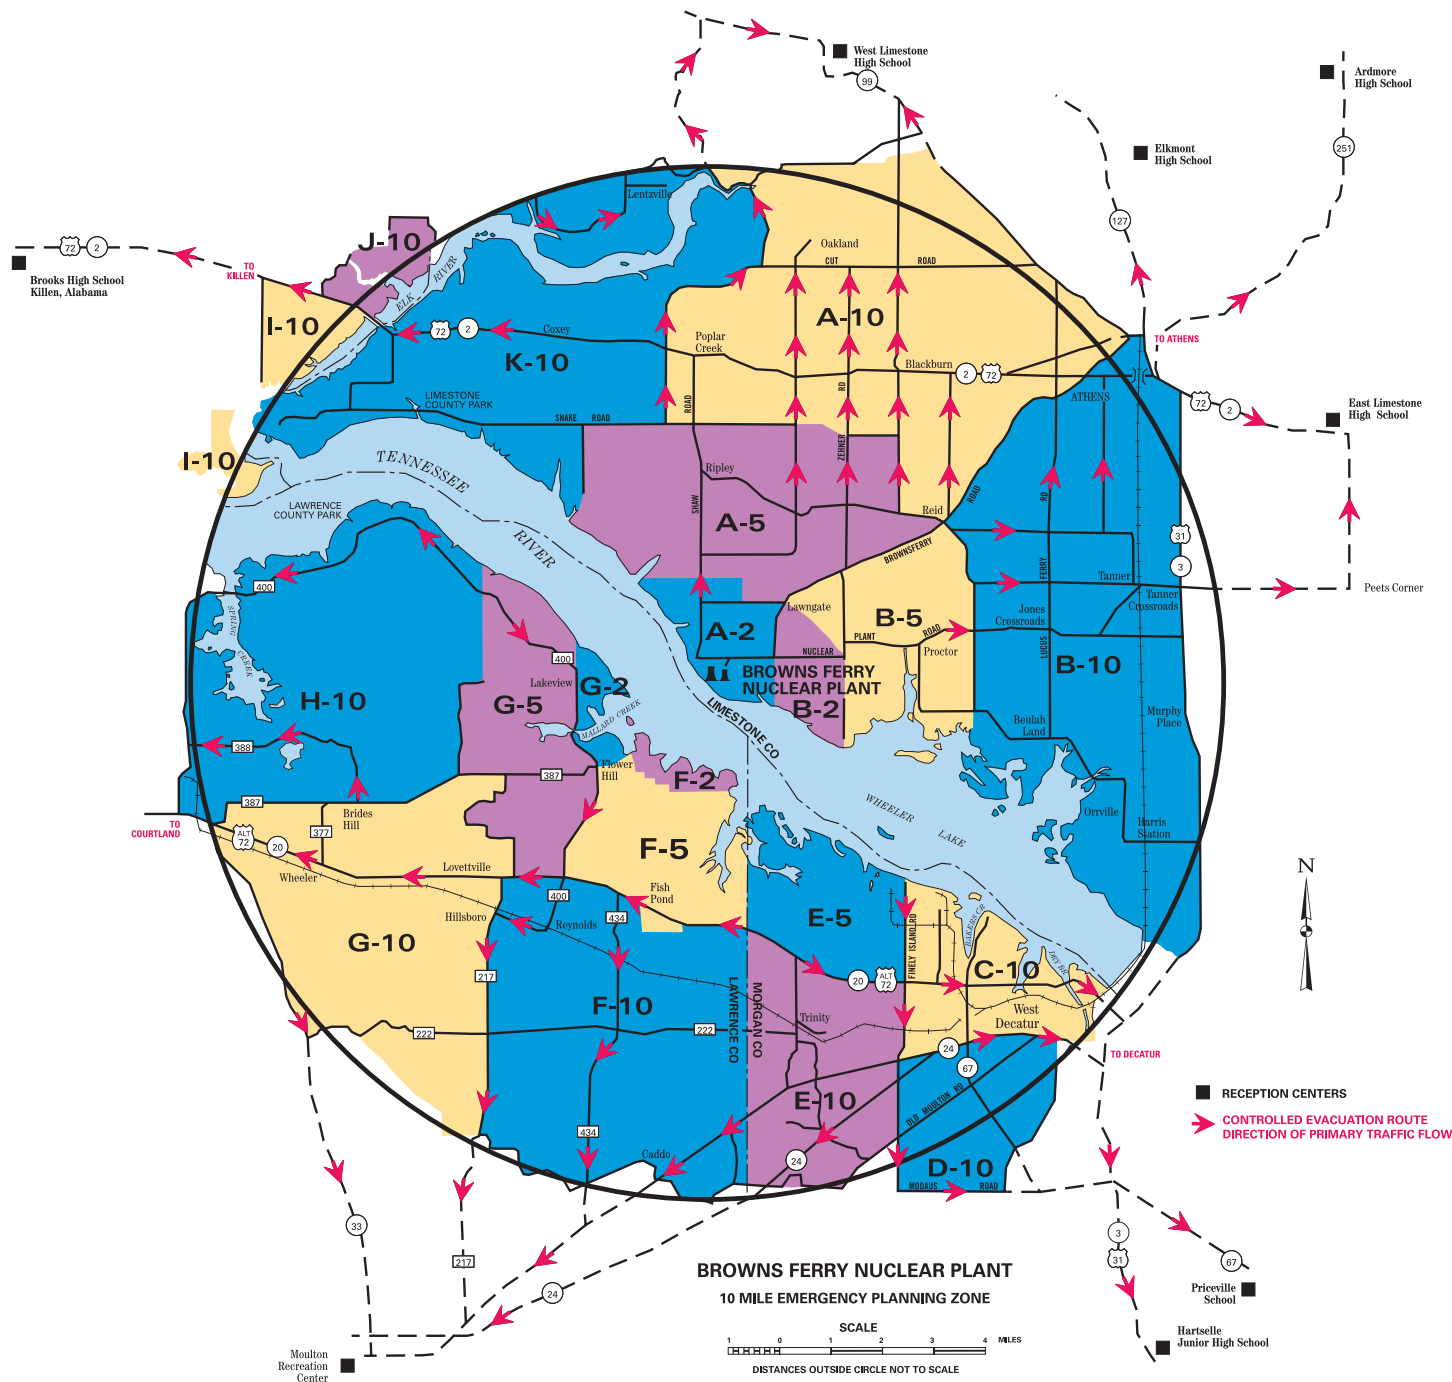 West Limestone
High School
99
Ardmore
High School
Elkmont
High School
251
127
Lentzville
J-10
Oakland
CUT
ROAD
72
2
Brooks High School
Killen, Alabama
TO
KILLEN
ELK
RIVER
I-10
72
2
Coxey
A-10
Poplar
Creek
TO ATHENS
K-10
Blackburn
2
72
RD
ATHENS
72
2
East Limestone
High School
LIMESTONE
COUNTY PARK
SNAKE
ROAD
ROAD
I-10
TENNESSEE
RIVER
ZEHNER
Ripley
LAWRENCE
COUNTY PARK
SHAW
A-5
Reid
ROAD
RD
31
3
BROWNSFERRY
400
FERRY
Tanner
Tanner
Crossroads
Peets Corner
SPRING
CREEK
Lawngate
B-5
Jones
Crossroads
A-2
PLANT
ROAD
NUCLEAR
Proctor
LUCUS
B-10
400
Lakeview
G-2
BROWNS FERRY
NUCLEAR PLANT
H-10
G-5
B-2
MALLARD CREEK
LIMESTONE CO
Beulah
Land
Murphy
Place
388
387
Flower
Hill
F-2
387
Brides
Hill
377
WHEELER
LAKE
Orrville
Harris
Station
TO
COURTLAND
ALT
72
20
F-5
Wheeler
Lovettville
Fish
Pond
400
434
Hillsboro
Reynolds
E-5
FINELY ISLAND RD
BAKERS CR
N
G-10
C-10
DRY BR
217
20
ALT
72
F-10
LAWRENCE CO
MORGAN CO
West
Decatur
Trinity
222
222
24
TO DECATUR
67
RECEPTION CENTERS
E-10
OLD MOULTON RD
CONTROLLED EVACUATION ROUTE
DIRECTION OF PRIMARY TRAFFIC FLOW
434
Caddo
24
D-10
MODAUS
ROAD
33
217
3
31
67
24
BROWNS FERRY NUCLEAR PLANT
10 MILE EMERGENCY PLANNING ZONE
Priceville
School
SCALE
1 0 1 2 3 4 MILES
Hartselle
Junior High School
DISTANCES OUTSIDE CIRCLE NOT TO SCALE
Moulton
Recreation
Center